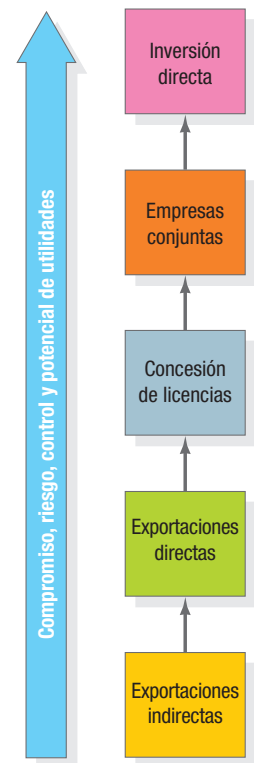 Compromiso, riesgo, control y potencial de utilidades
Inversión
directa
Empresas
conjuntas
Concesión
de licencias
Exportaciones
directas
Exportaciones
indirectas